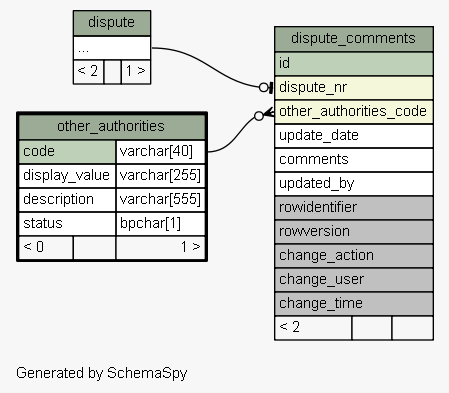 dispute
...
< 2 1 >
dispute_comments
id
dispute_nr
other_authorities_code
update_date
comments
updated_by
rowidentifier
rowversion
change_action
change_user
change_time
< 2
other_authorities
code varchar[40]
display_value varchar[255]
description varchar[555]
status bpchar[1]
< 0 1 >
Generated by SchemaSpy